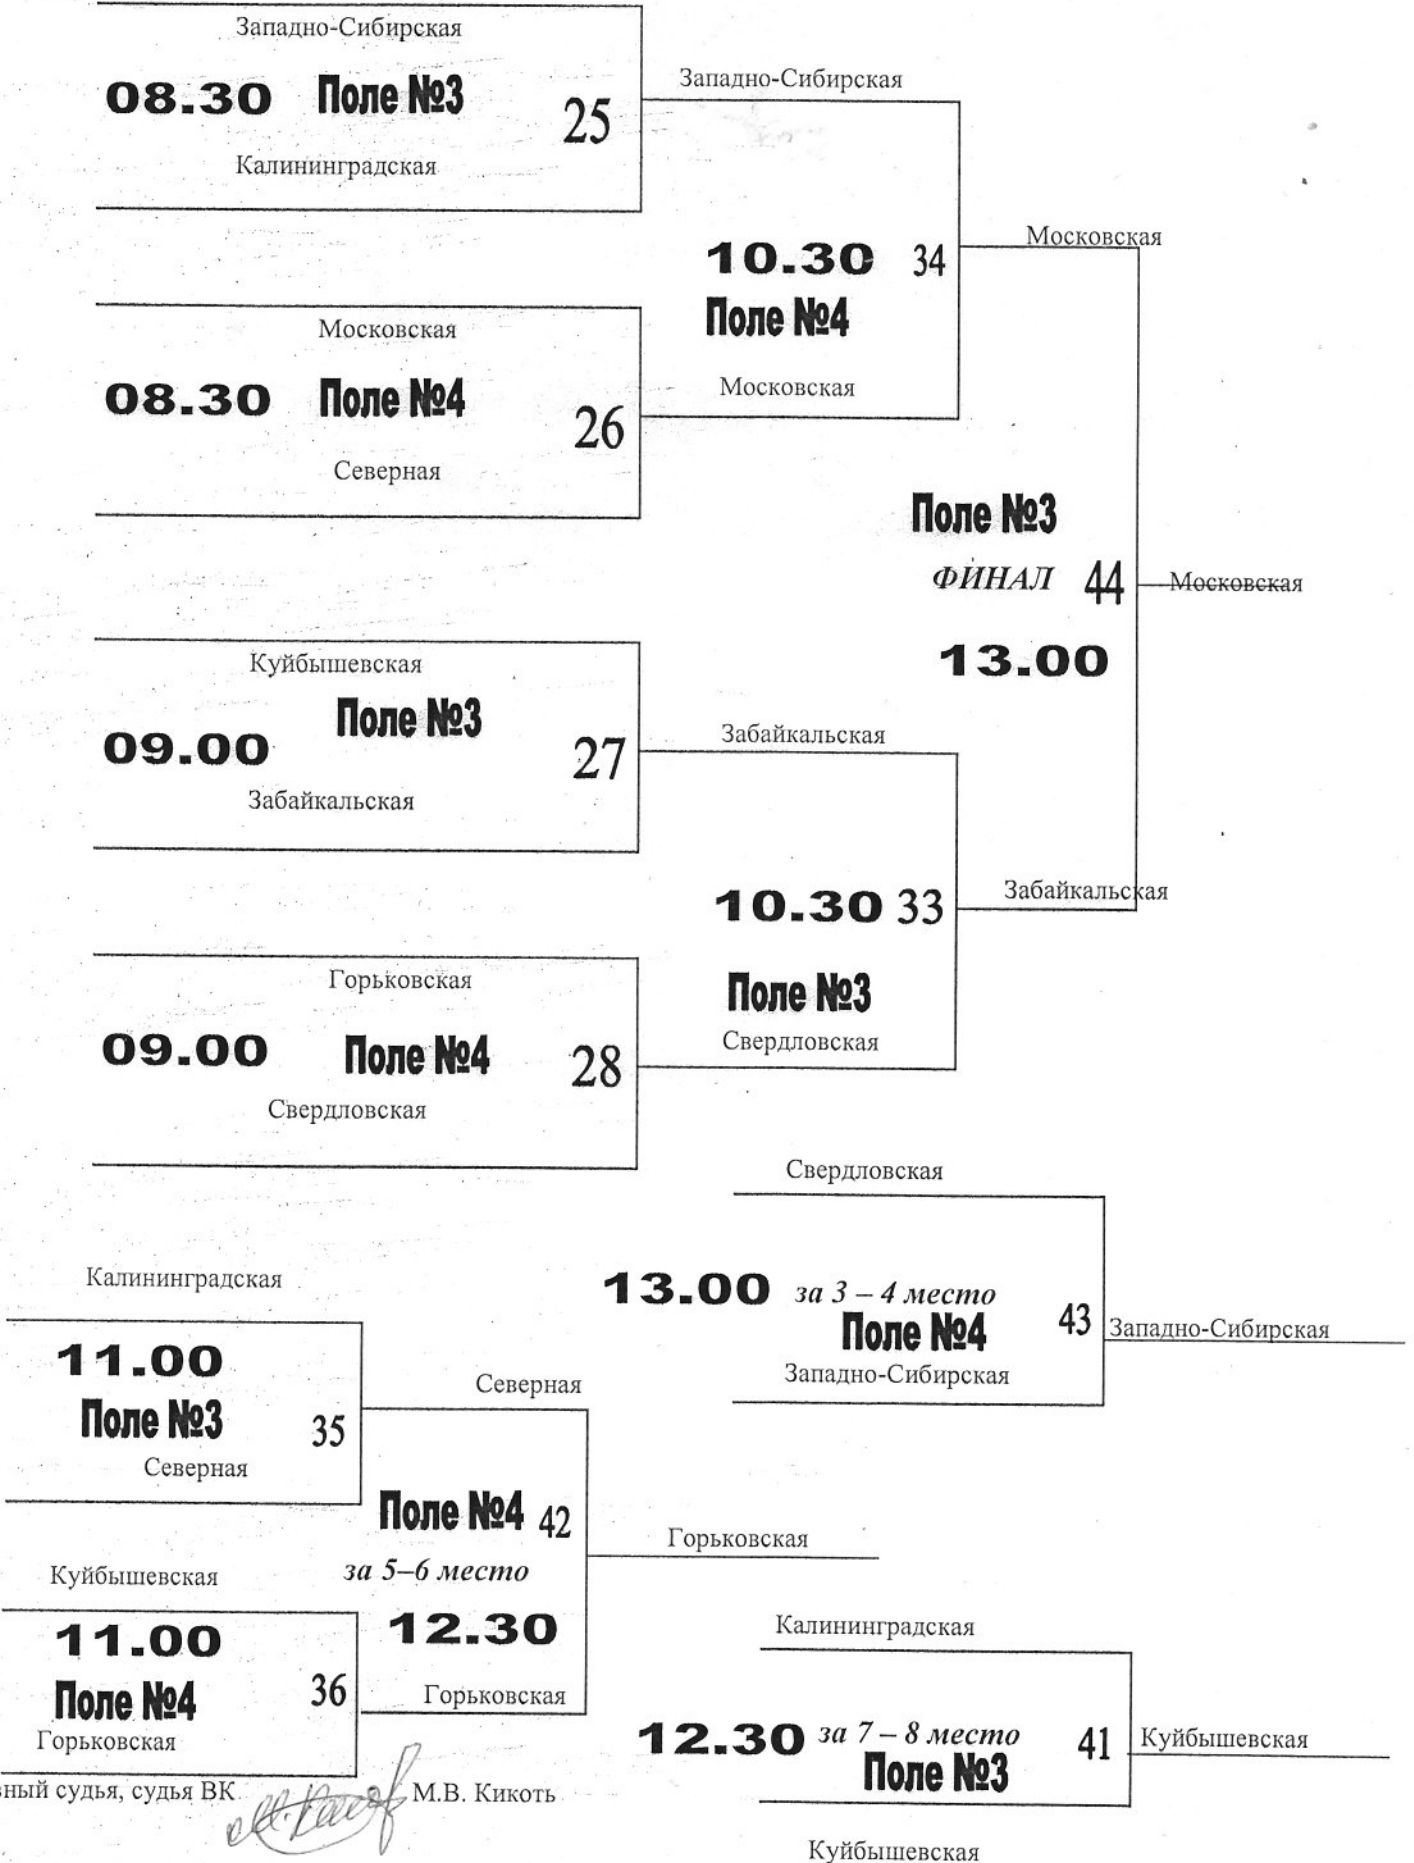 Западно-Сибирская
08.30 Поле №3
25
Калининградская
Западно-Сибирская
10.30 34
Поле №4
Московская
Московская
08.30 Поле №4
26
Северная
Московская
Поле №3
ФИНАЛ 44
13.00
Московская
Куйбышевская
Поле №3
09.00
27
Забайкальская
Забайкальская
10.30 33
Поле №3
Свердловская
Забайкальская
Горьковская
09.00 Поле №4 28
Свердловская
Свердловская
13.00 за 3 – 4 место
Поле №4
43
Западно-Сибирская
Западно-Сибирская
Калининградская
11.00
Поле №3
35
Северная
Северная
Поле №4 42
за 5–6 место
12.30
Горьковская
Горьковская
Куйбышевская
11.00
Поле №4
36
Горьковская
Калининградская
12.30 за 7 – 8 место
Поле №3
41
Куйбышевская
Куйбышевская
вный судья, судья ВК М.В. Кикоть